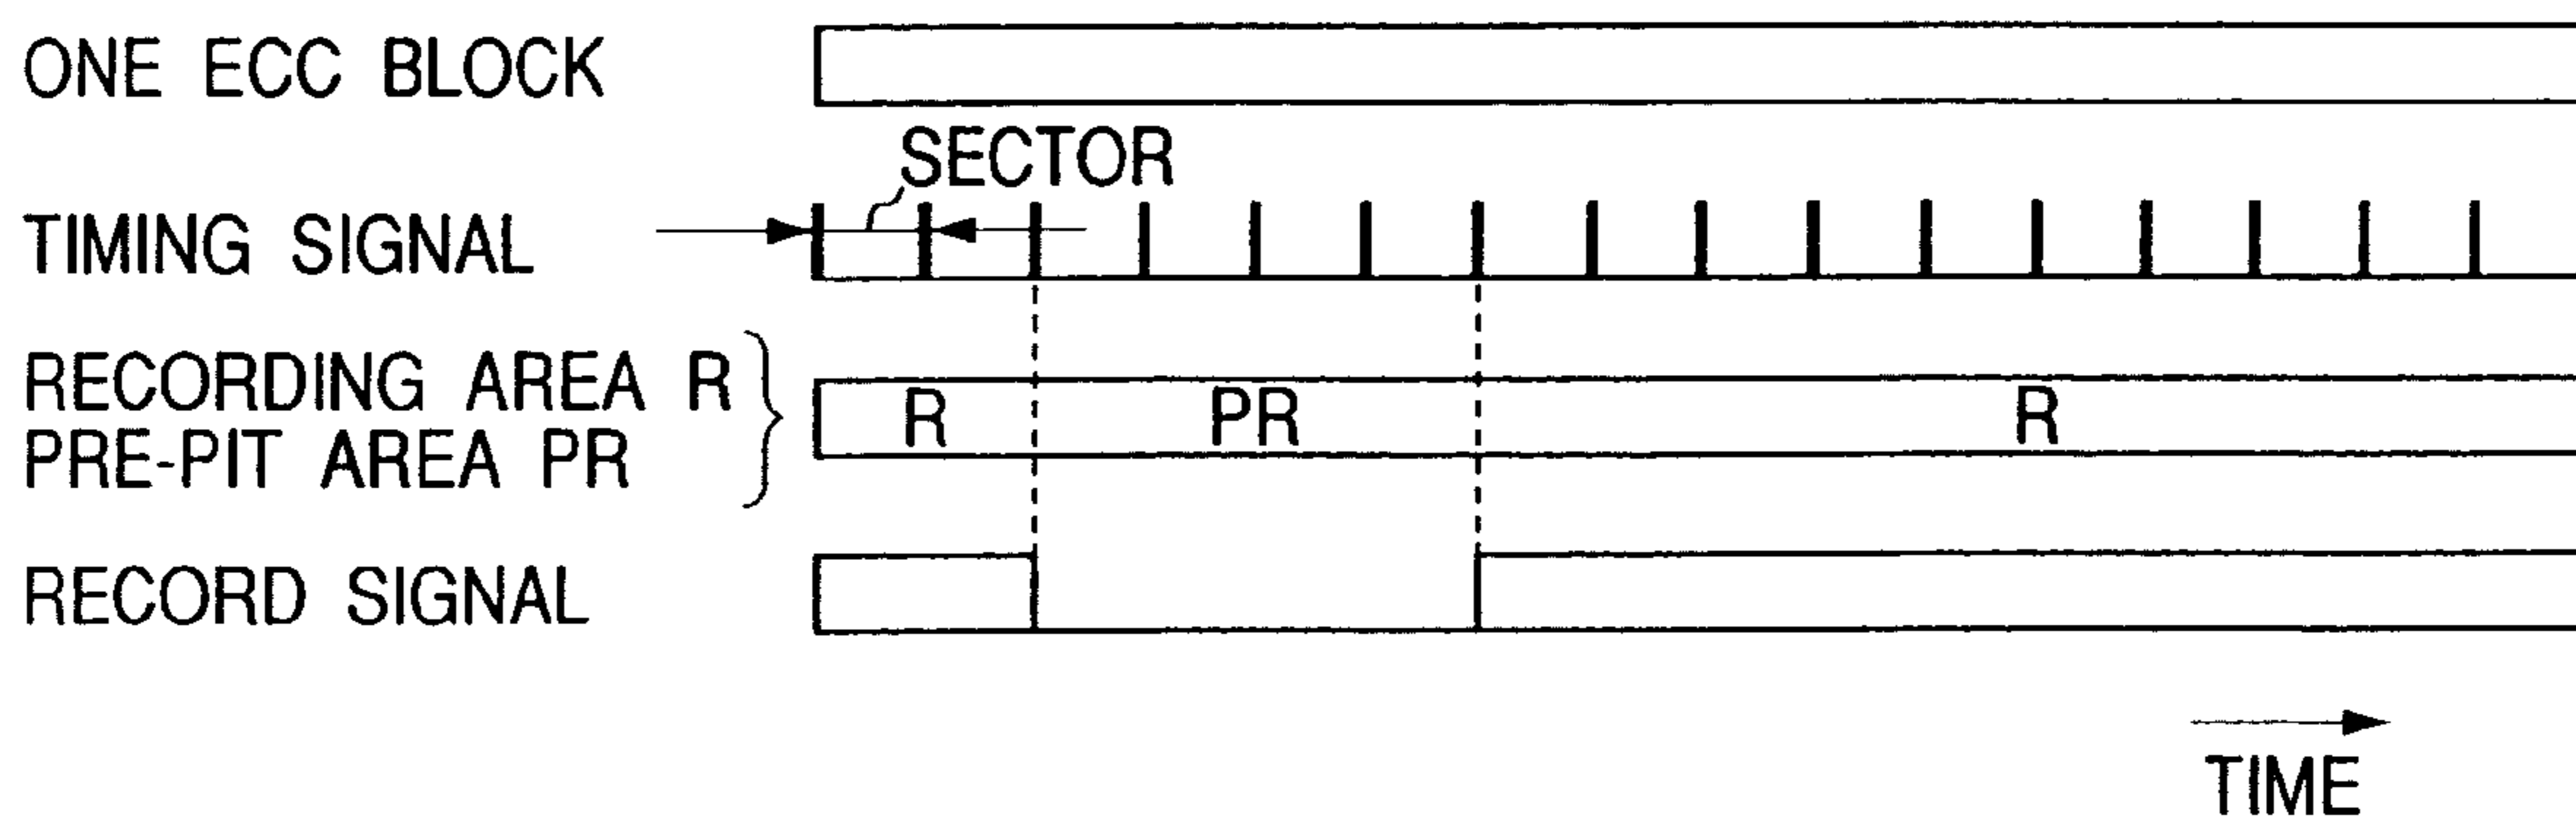 ONE ECC BLOCK
SECTOR
TIMING SIGNAL
RECORDING AREA R
PRE-PIT AREA PR
R
PR
R
RECORD SIGNAL
TIME